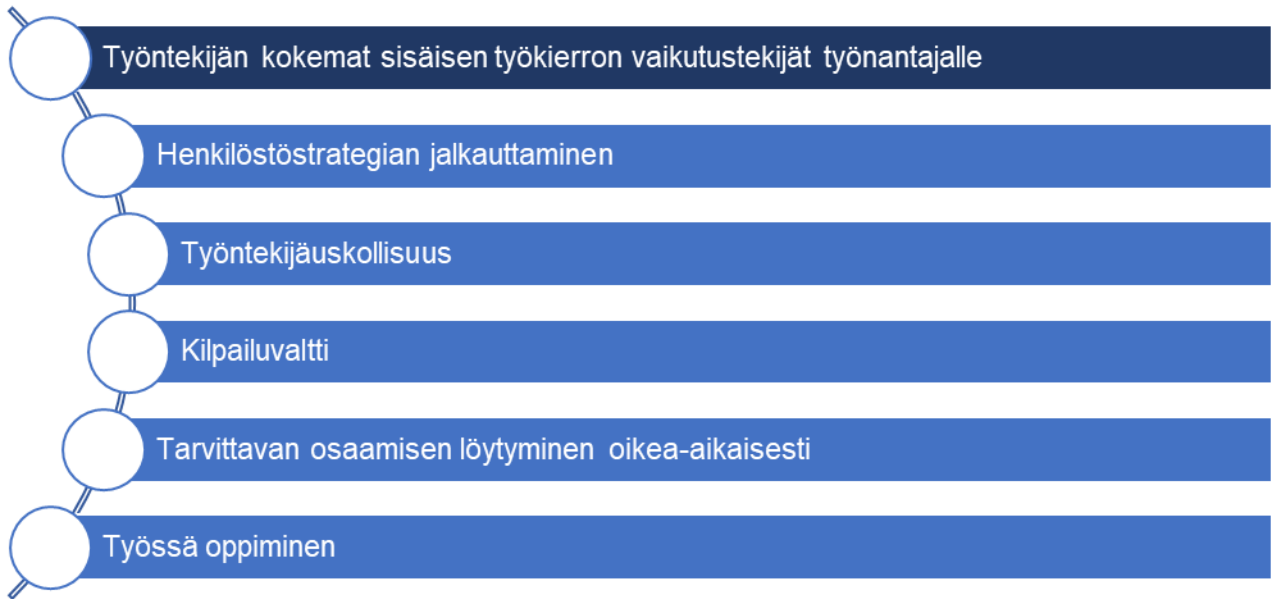 Työntekijän kokemat sisäisen työkierron vaikutustekijät työnantajalle
Henkilöstöstrategian jalkauttaminen
Työntekijäuskollisuus
Kilpailuvaltti
Tarvittavan osaamisen löytyminen oikea-aikaisesti
Työssä oppiminen